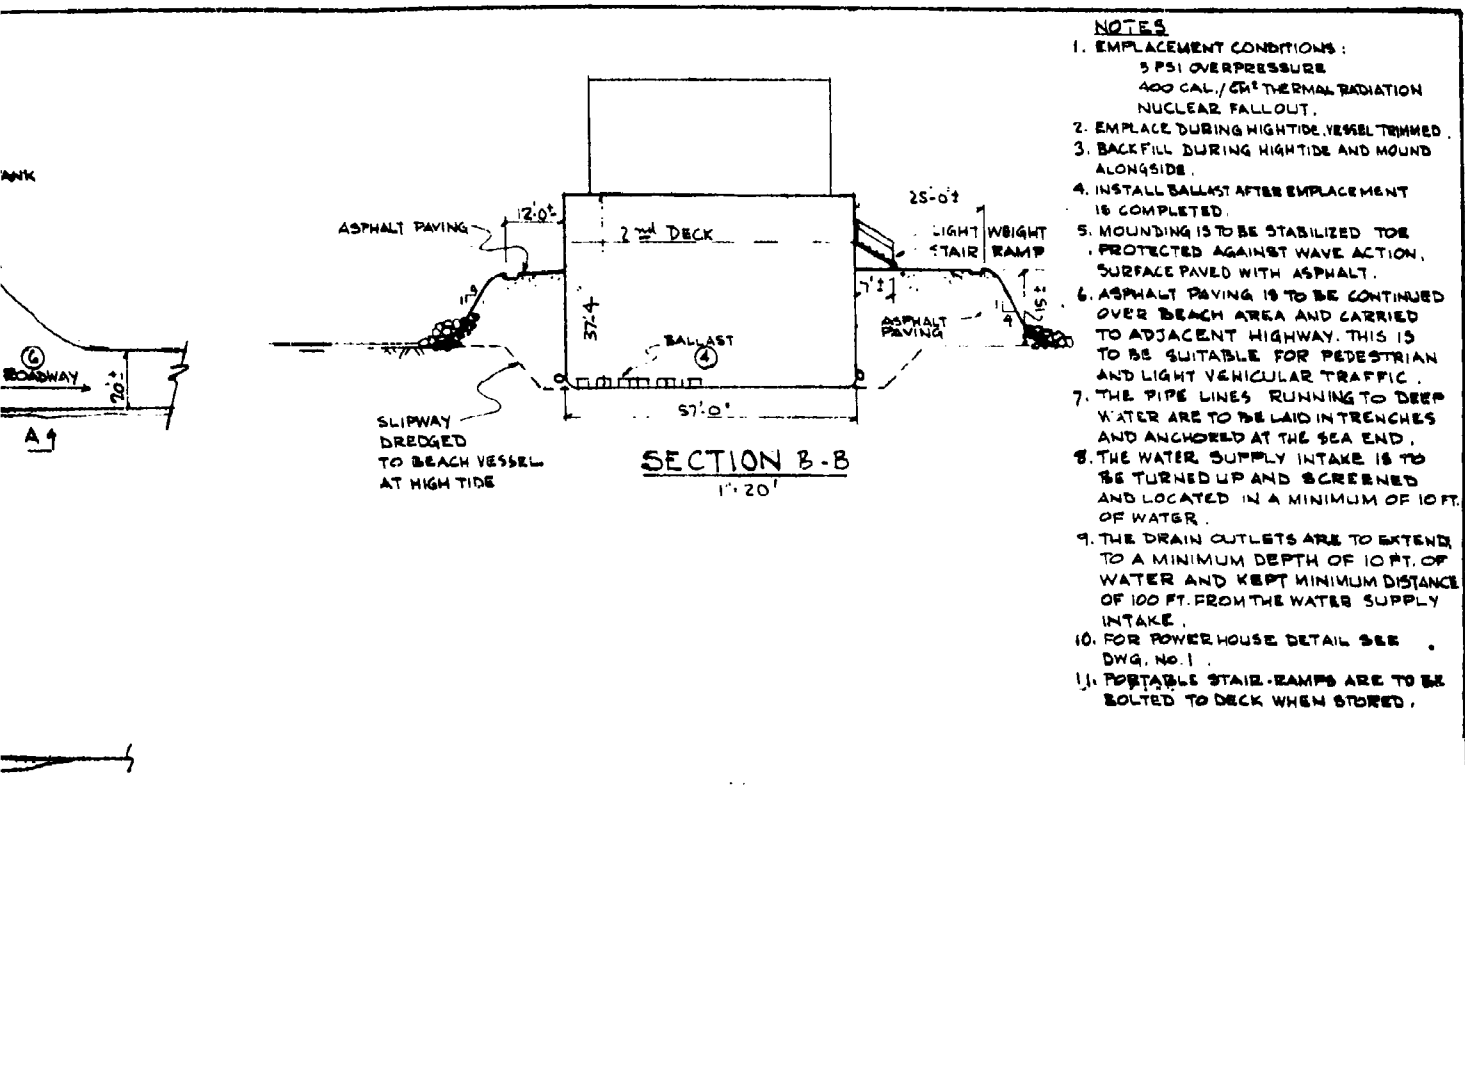 ANK
6
ROADWAY
20'±
A
ASPHALT PAVING
12'-0"±
2nd DECK
37'-4
BALLAST
4
57'-0"
SLIPWAY
DREDGED
TO BEACH VESSEL
AT HIGH TIDE
SECTION B-B
1"=20'
25'-0"±
LIGHT WEIGHT
STAIR RAMP
7'±
15'±
1
4
ASPHALT
PAVING
NOTES
1. EMPLACEMENT CONDITIONS:
5 PSI OVERPRESSURE
400 CAL./CM² THERMAL RADIATION
NUCLEAR FALLOUT.
2. EMPLACE DURING HIGH TIDE, VESSEL TRIMMED.
3. BACKFILL DURING HIGH TIDE AND MOUND
ALONGSIDE.
4. INSTALL BALLAST AFTER EMPLACEMENT
IS COMPLETED.
5. MOUNDING IS TO BE STABILIZED TOE
PROTECTED AGAINST WAVE ACTION,
SURFACE PAVED WITH ASPHALT.
6. ASPHALT PAVING IS TO BE CONTINUED
OVER BEACH AREA AND CARRIED
TO ADJACENT HIGHWAY. THIS IS
TO BE SUITABLE FOR PEDESTRIAN
AND LIGHT VEHICULAR TRAFFIC.
7. THE PIPE LINES RUNNING TO DEEP
WATER ARE TO BE LAID IN TRENCHES
AND ANCHORED AT THE SEA END.
8. THE WATER SUPPLY INTAKE IS TO
BE TURNED UP AND SCREENED
AND LOCATED IN A MINIMUM OF 10 FT.
OF WATER.
9. THE DRAIN OUTLETS ARE TO EXTEND
TO A MINIMUM DEPTH OF 10 FT. OF
WATER AND KEPT MINIMUM DISTANCE
OF 100 FT. FROM THE WATER SUPPLY
INTAKE.
10. FOR POWER HOUSE DETAIL SEE
DWG. NO. 1.
11. PORTABLE STAIR-RAMPS ARE TO BE
BOLTED TO DECK WHEN STORED.